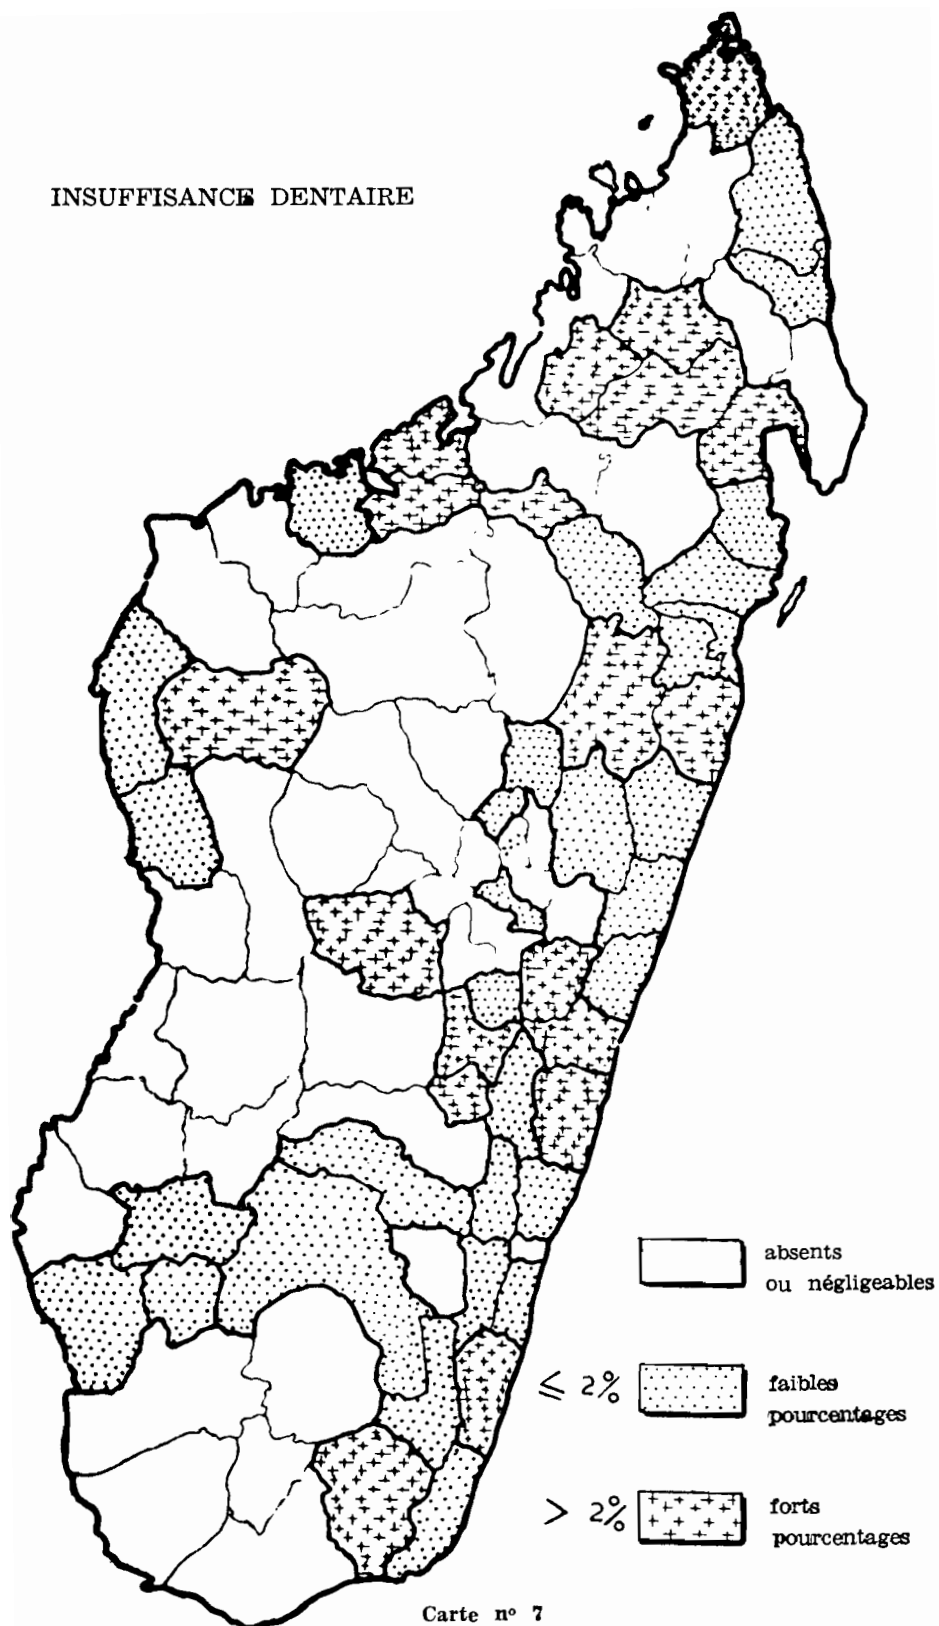 INSUFFISANCE DENTAIRE
absents
ou négligeables
≤ 2%
faibles
pourcentages
> 2%
forts
pourcentages
Carte nº 7